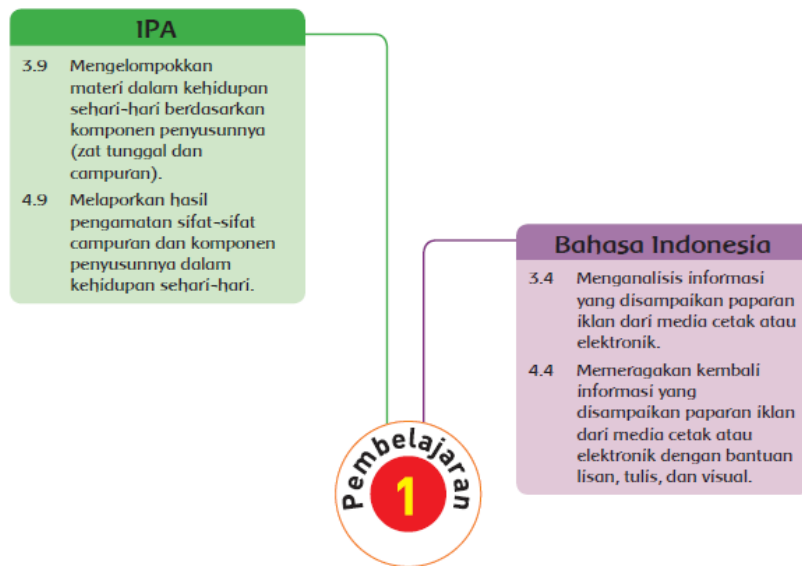 IPA
3.9 Mengelompokkan
materi dalam kehidupan
sehari-hari berdasarkan
komponen penyusunnya
(zat tunggal dan
campuran).
4.9 Melaporkan hasil
pengamatan sifat-sifat
campuran dan komponen
penyusunnya dalam
kehidupan sehari-hari.
Bahasa Indonesia
3.4 Menganalisis informasi
yang disampaikan paparan
iklan dari media cetak atau
elektronik.
4.4 Memeragakan kembali
informasi yang
disampaikan paparan iklan
dari media cetak atau
elektronik dengan bantuan
lisan, tulis, dan visual.
Pembelajaran
1